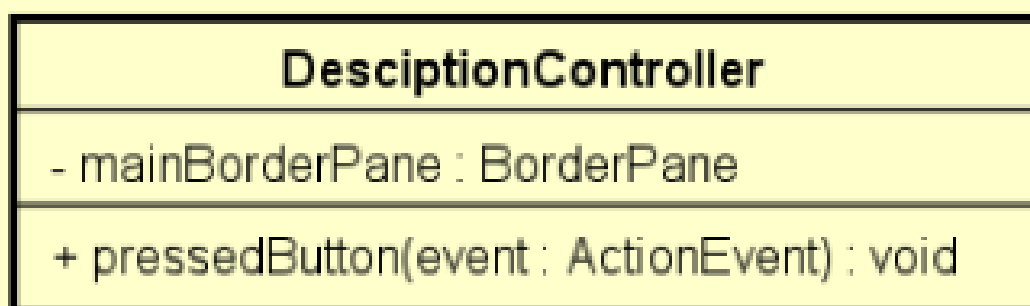 DesciptionController
- mainBorderPane : BorderPane
+ pressedButton(event : ActionEvent) : void